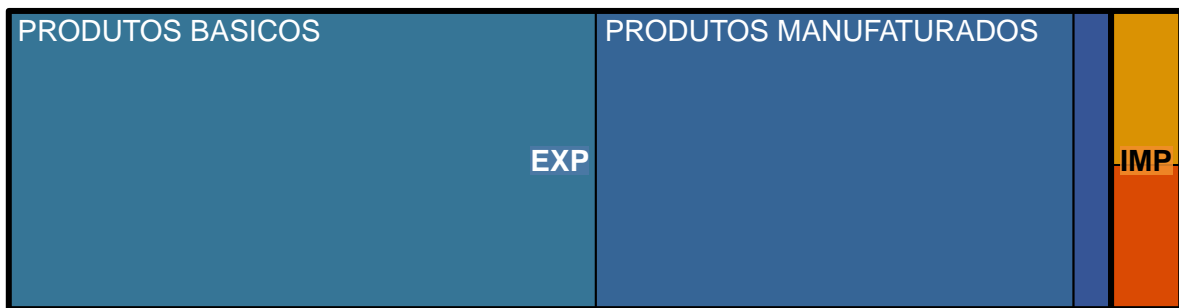 PRODUTOS BASICOS
PRODUTOS MANUFATURADOS
EXP
IMP